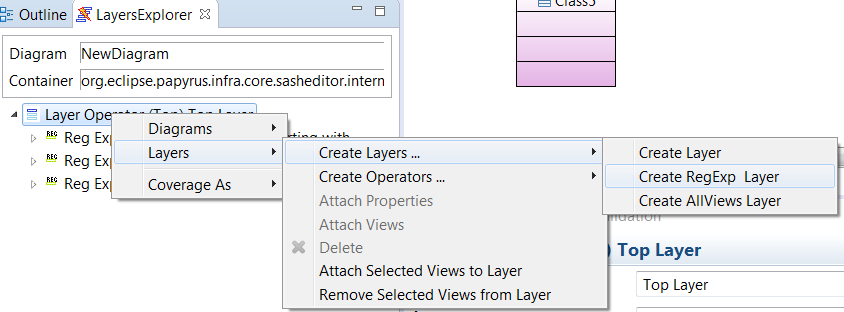 Outline
LayersExplorer
Class5
Diagram NewDiagram
Container org.eclipse.papyrus.infra.core.sasheditor.intern
Layer Operator (Top) Top Layer
Reg Exp
rting with
Reg Exp
Reg Exp
Diagrams
Layers
Coverage As
Create Layers ...
Create Operators ...
Attach Properties
Attach Views
Delete
Attach Selected Views to Layer
Remove Selected Views from Layer
Create Layer
Create RegExp Layer
Create AllViews Layer
) Top Layer
Top Layer